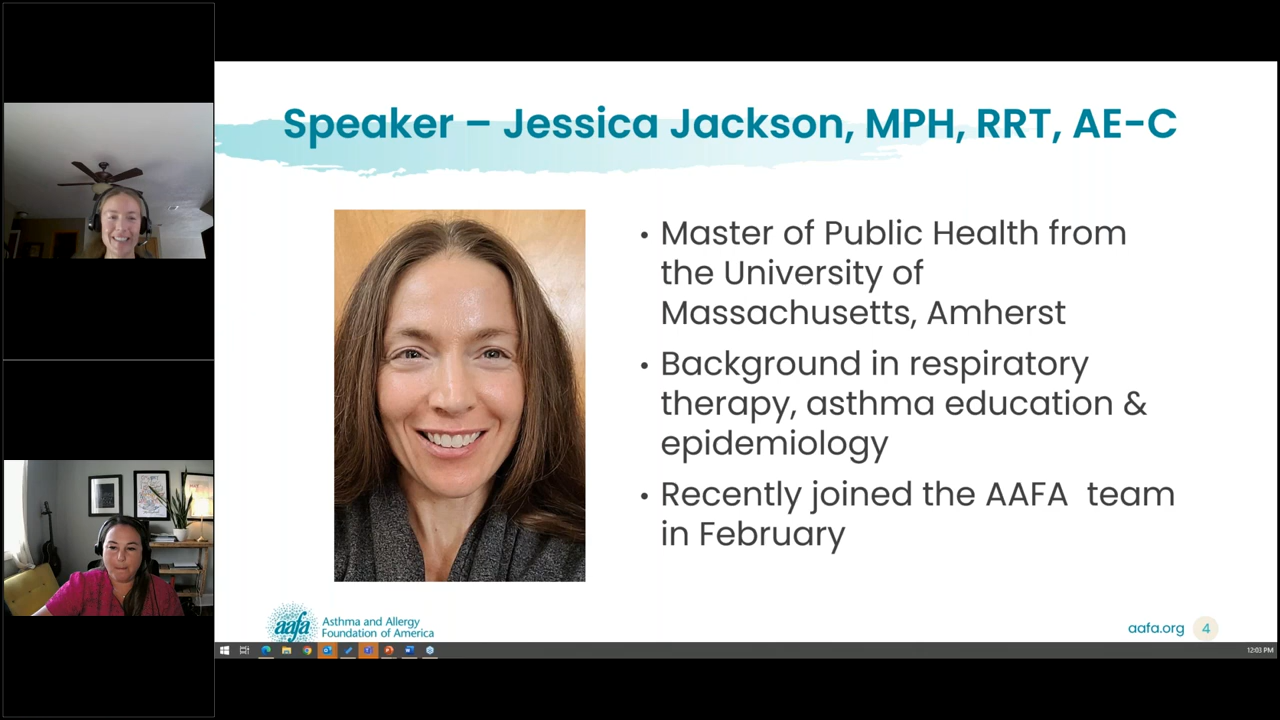 Speaker – Jessica Jackson, MPH, RRT, AE-C
• Master of Public Health from
the University of
Massachusetts, Amherst
• Background in respiratory
therapy, asthma education &
epidemiology
• Recently joined the AAFA  team
in February
aafa
Asthma and Allergy
Foundation of America
aafa.org 4
12:03 PM